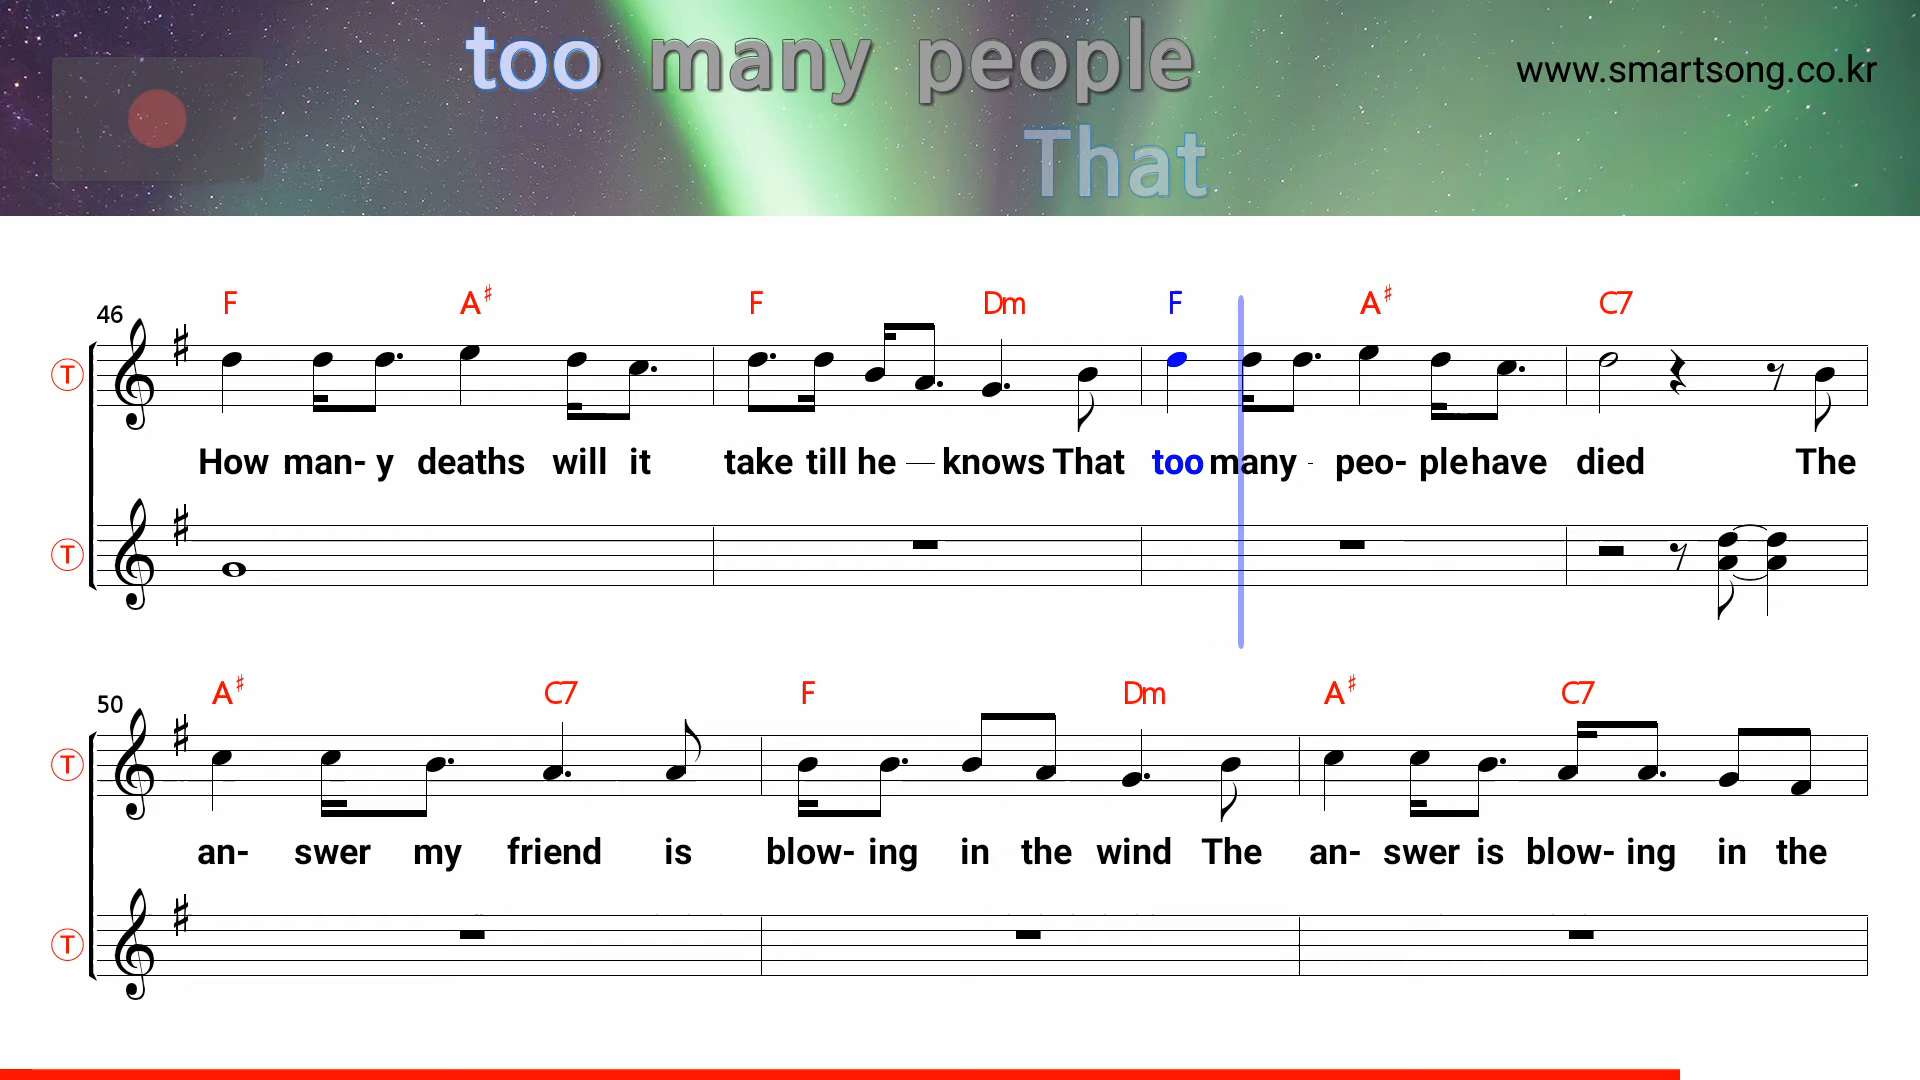 too many people
That
www.smartsong.co.kr
F A♯ F Dm F A♯ C7
46
T
How man- y deaths will it take till he — knows That too many - peo- ple have died The
T
A♯ C7 F Dm A♯ C7
50
T
an- swer my friend is blow- ing in the wind The an- swer is blow- ing in the
T